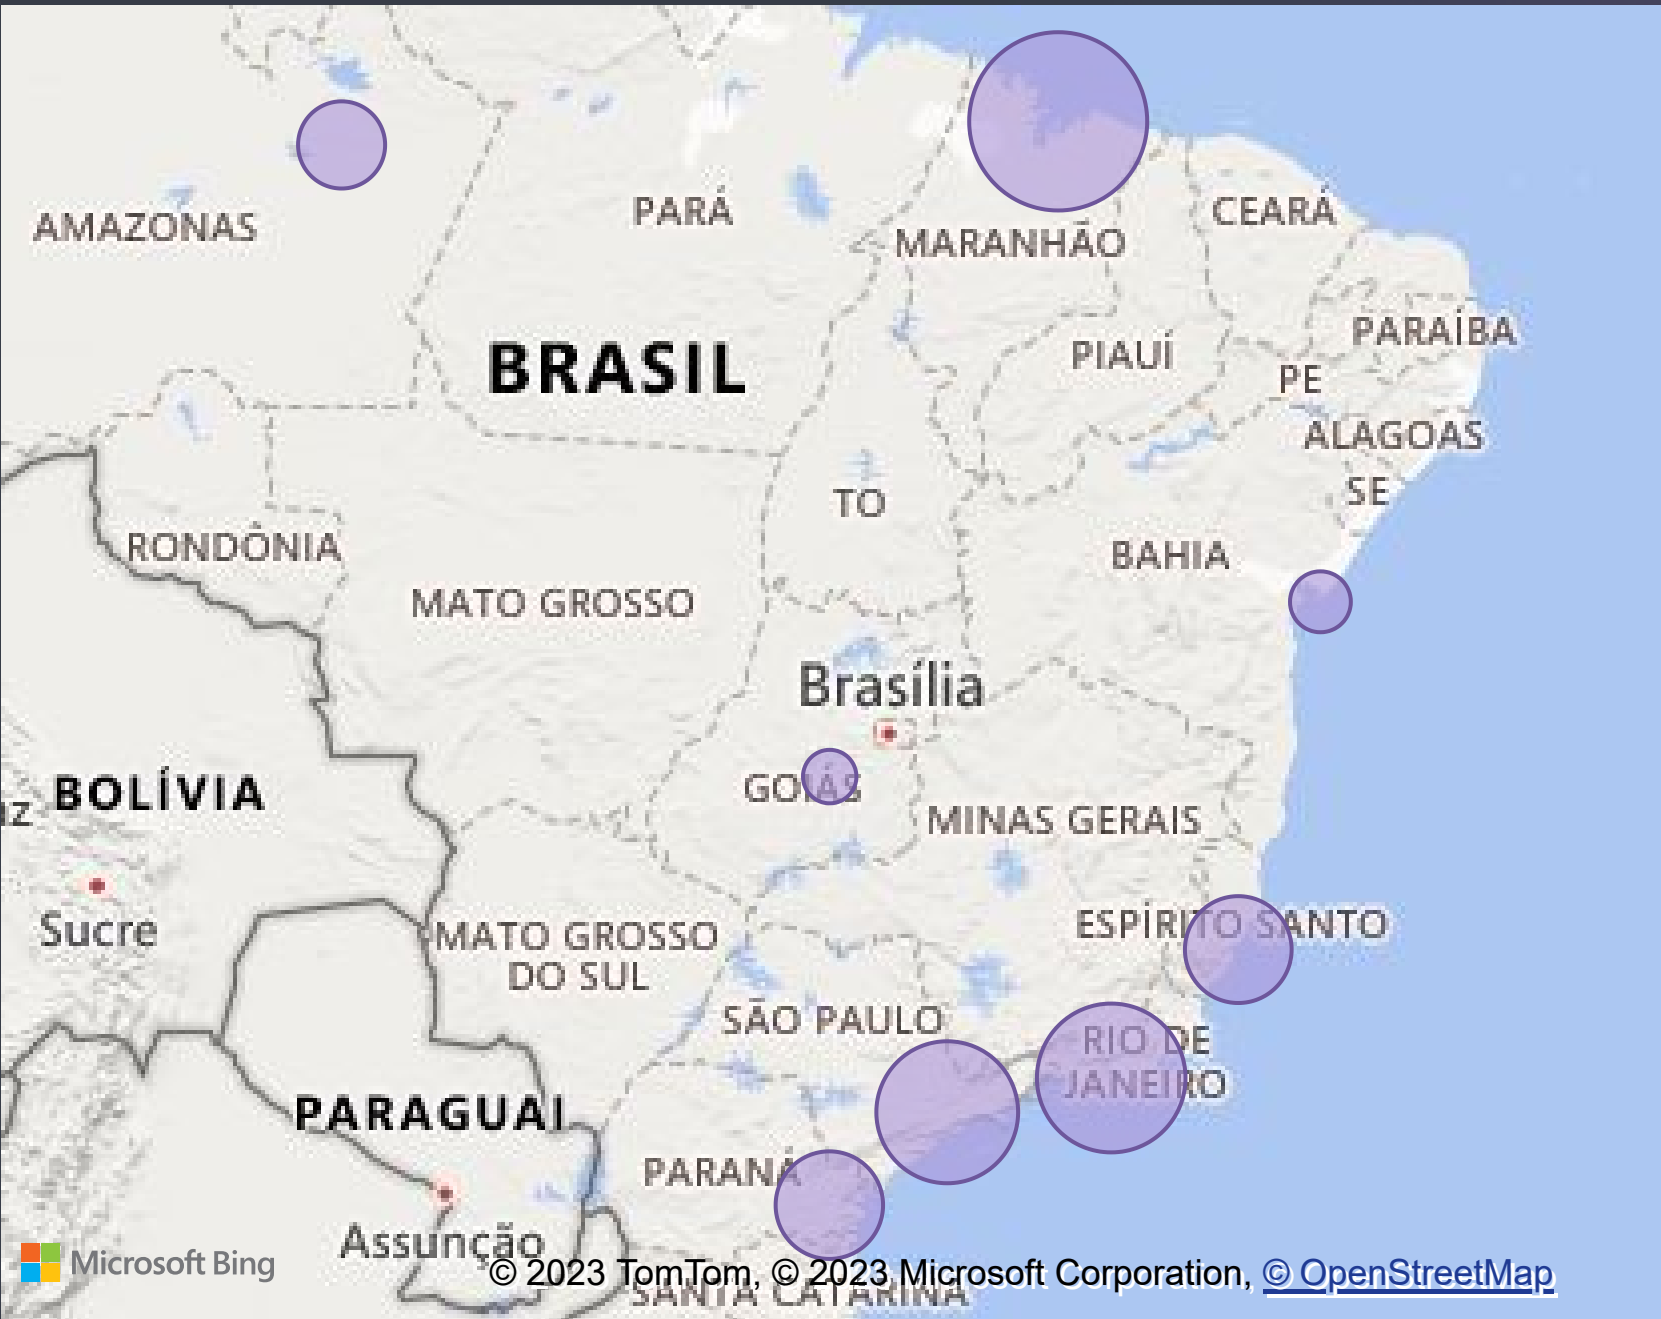 AMAZONAS
PARÁ
MARANHÃO
CEARÁ
BRASIL
PIAUÍ
PARAÍBA
PE
ALAGOAS
SE
TO
RONDÔNIA
MATO GROSSO
BAHIA
Brasília
GOIÁS
BOLÍVIA
IZ
MINAS GERAIS
Sucre
MATO GROSSO
DO SUL
ESPÍRITO SANTO
SÃO PAULO
RIO DE
JANEIRO
PARAGUAI
PARANÁ
Assunção
Microsoft Bing
© 2023 TomTom, © 2023 Microsoft Corporation, © OpenStreetMap
SANTA CATARINA